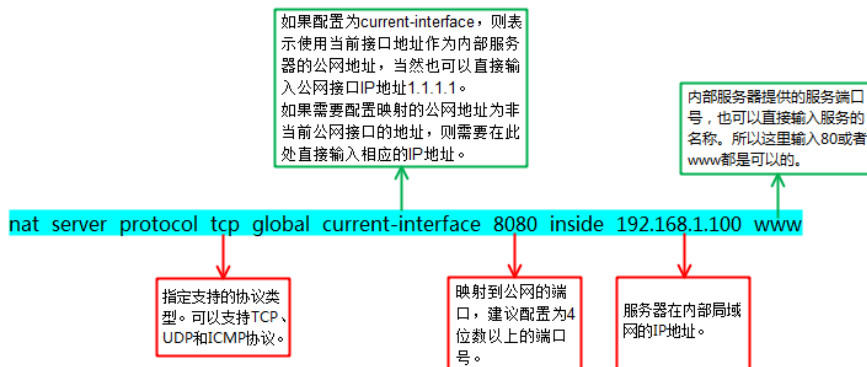 如果配置为current-interface，则表
示使用当前接口地址作为内部服务
器的公网地址，当然也可以直接输
入公网接口IP地址1.1.1.1。
如果需要配置映射的公网地址为非
当前公网接口的地址，则需要在此
处直接输入相应的IP地址。
内部服务器提供的服务端口
号，也可以直接输入服务的
名称。所以这里输入80或者
www都是可以的。
nat server protocol tcp global current-interface 8080 inside 192.168.1.100 www
指定支持的协议类
型。可以支持TCP、
UDP和ICMP协议。
映射到公网的端
口，建议配置为4
位数以上的端口
号。
服务器在内部局域
网的IP地址。